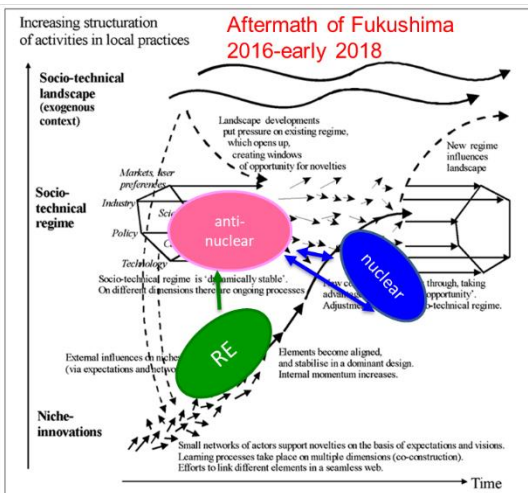 Increasing structuration
of activities in local practices
Aftermath of Fukushima
2016-early 2018
Socio-technical
landscape
(exogenous
context)
Landscape developments
put pressure on existing regime,
which opens up,
creating windows
of opportunity for novelties
New regime
influences
landscape
Markets, user
preferences
Industry
Policy
Technology
Socio-
technical
regime
anti-
nuclear
nuclear
Socio-technical regime is 'dynamically stable'.
On different dimensions there are ongoing processes
through, taking
opportunity'.
Adjustment
regime.
RE
External influences on niches
(via expectations and
Elements become aligned,
and stabilise in a dominant design.
Internal momentum increases.
Niche-
innovations
Small networks of actors support novelties on the basis of expectations and visions.
Learning processes take place on multiple dimensions (co-construction).
Efforts to link different elements in a seamless web.
Time